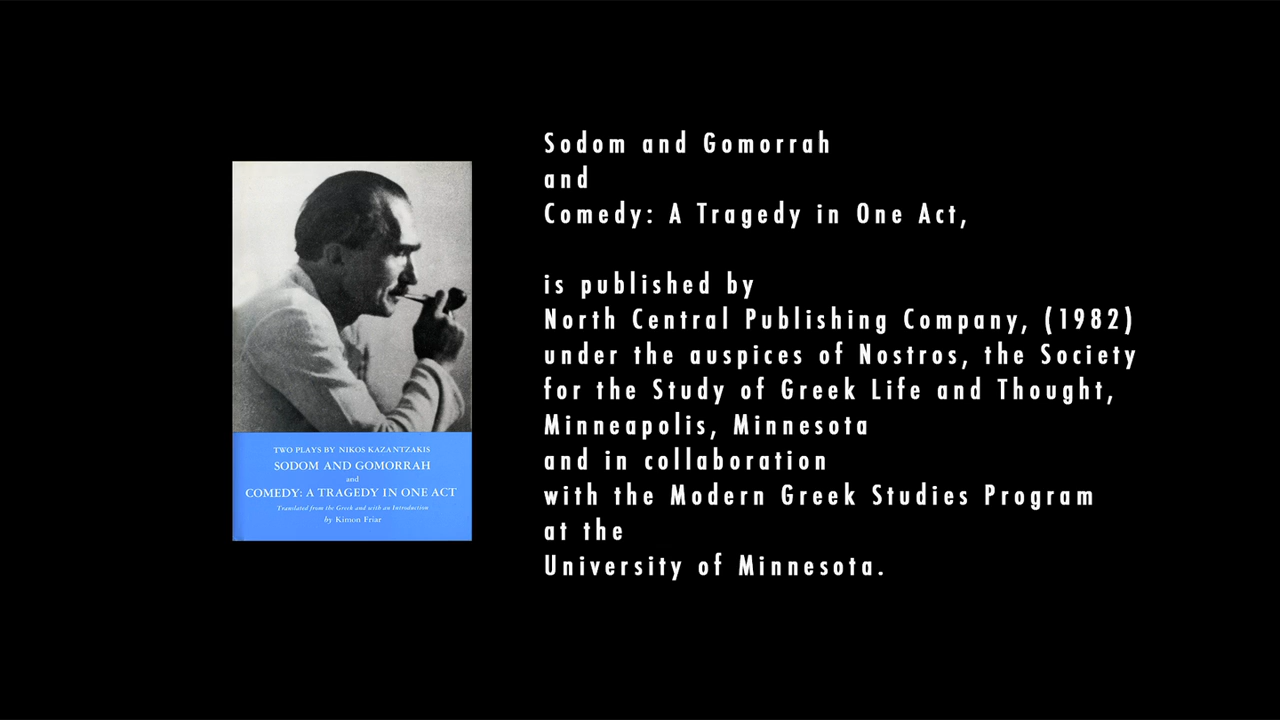 TWO PLAYS BY NIKOS KAZANTZAKIS
SODOM AND GOMORRAH
and
COMEDY: A TRAGEDY IN ONE ACT
Translated from the Greek and with an Introduction
by Kimon Friar
Sodom and Gomorrah
and
Comedy: A Tragedy in One Act,
is published by
North Central Publishing Company, (1982)
under the auspices of Nostros, the Society
for the Study of Greek Life and Thought,
Minneapolis, Minnesota
and in collaboration
with the Modern Greek Studies Program
at the
University of Minnesota.